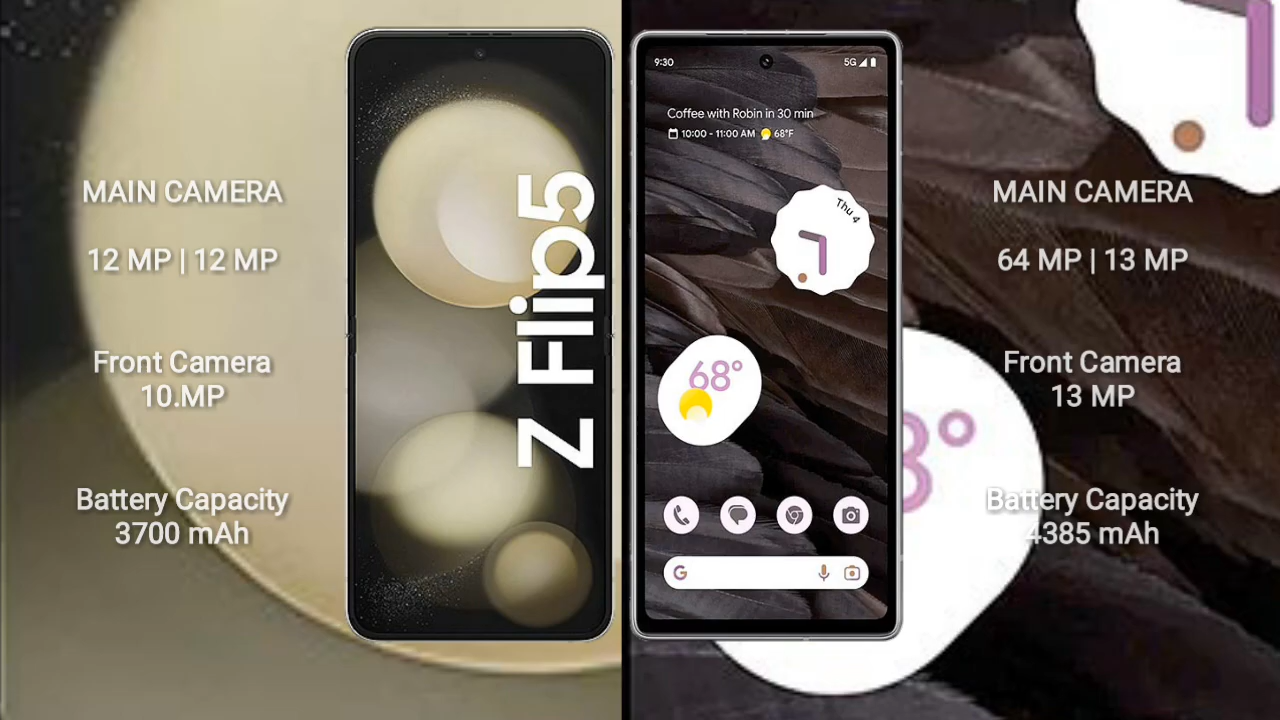 MAIN CAMERA
12 MP | 12 MP
Front Camera
10.MP
Battery Capacity
3700 mAh
Z Flip5
9:30
5G
Coffee with Robin in 30 min
10:00 - 11:00 AM 68°F
Thu 4
68°
G
MAIN CAMERA
64 MP | 13 MP
Front Camera
13 MP
Battery Capacity
4385 mAh
8°